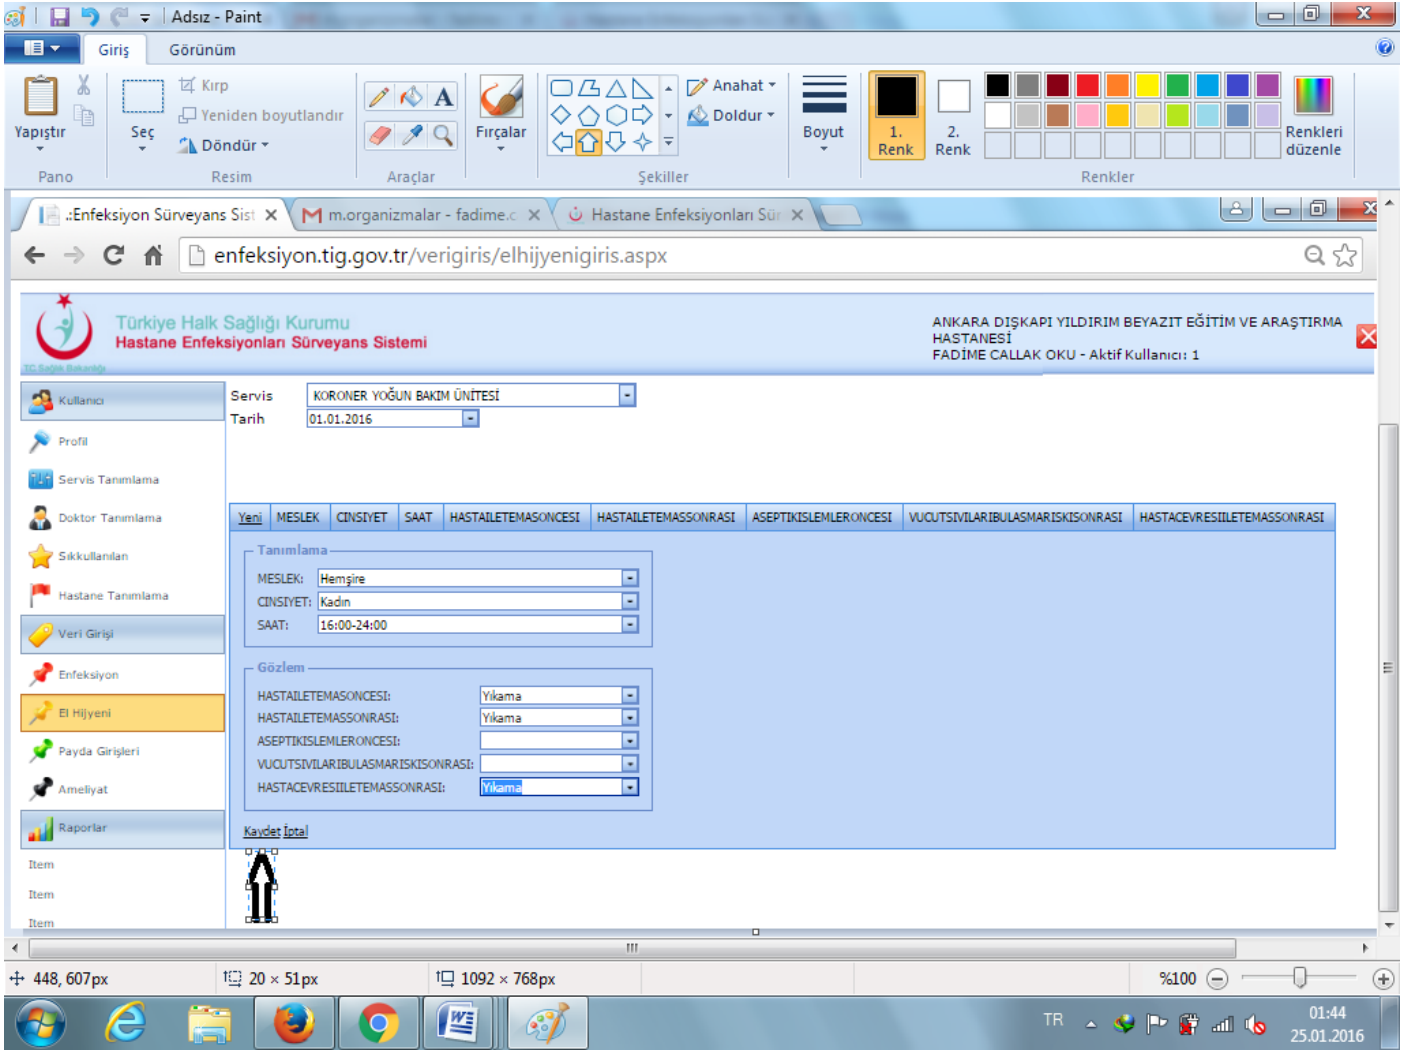 Adsız - Paint
Giriş Görünüm
Yapıştır
Seç
Kırp
Yeniden boyutlandır
Döndür
A
Fırçalar
Anahat
Doldur
Boyut
1. Renk
2. Renk
Renkleri düzenle
Pano Resim Araçlar Şekiller Renkler
.:Enfeksiyon Sürveyans Sist m.organizmalar - fadime.c Hastane Enfeksiyonları Sür
enfeksiyon.tig.gov.tr/verigiris/elhijyenigiris.aspx
Türkiye Halk Sağlığı Kurumu
Hastane Enfeksiyonları Sürveyans Sistemi
TC Sağlık Bakanlığı
ANKARA DIŞKAPI YILDIRIM BEYAZIT EĞİTİM VE ARAŞTIRMA
HASTANESİ
FADİME CALLAK OKU - Aktif Kullanıcı: 1
Kullanıcı
Profil
Servis Tanımlama
Doktor Tanımlama
Sıkkullanılan
Hastane Tanımlama
Veri Girişi
Enfeksiyon
El Hijyeni
Payda Girişleri
Ameliyat
Raporlar
Item
Item
Item
Servis KORONER YOĞUN BAKIM ÜNİTESİ
Tarih 01.01.2016
Yeni MESLEK CINSIYET SAAT HASTAILETEMASONCESI HASTAILETEMASSONRASI ASEPTIKISLEMLERONCESI VUCUTSIVILARIBULASMARISKISONRASI HASTACEVRESIILETEMASSONRASI
Tanımlama
MESLEK: Hemşire
CINSIYET: Kadın
SAAT: 16:00-24:00
Gözlem
HASTAILETEMASONCESI: Yıkama
HASTAILETEMASSONRASI: Yıkama
ASEPTIKISLEMLERONCESI:
VUCUTSIVILARIBULASMARISKISONRASI:
HASTACEVRESIILETEMASSONRASI: Yıkama
Kaydet İptal
448, 607px 20 × 51px 1092 × 768px %100
TR 01:44
25.01.2016